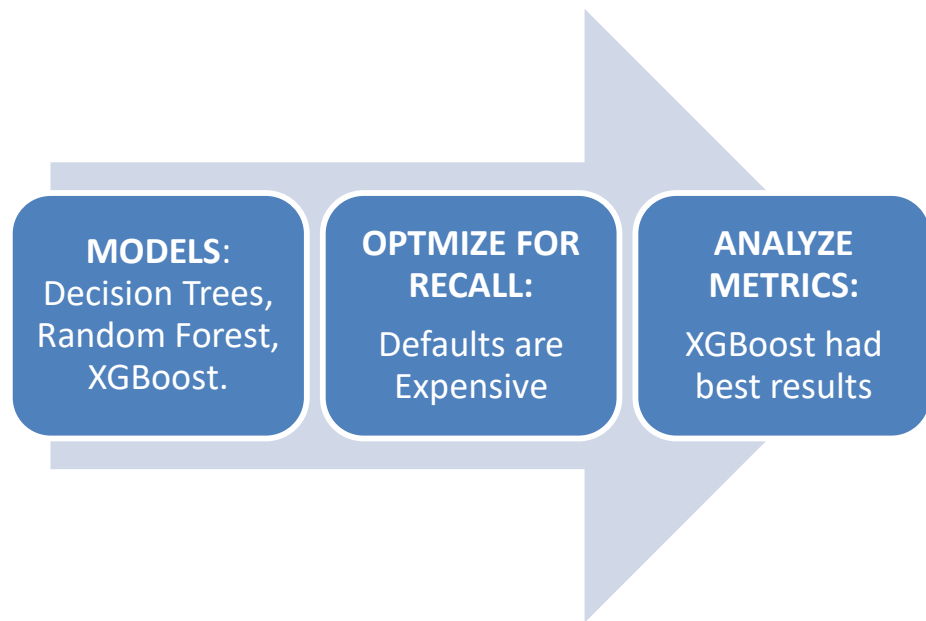 MODELS:
Decision Trees,
Random Forest,
XGBoost.
OPTMIZE FOR
RECALL:
Defaults are
Expensive
ANALYZE
METRICS:
XGBoost had
best results